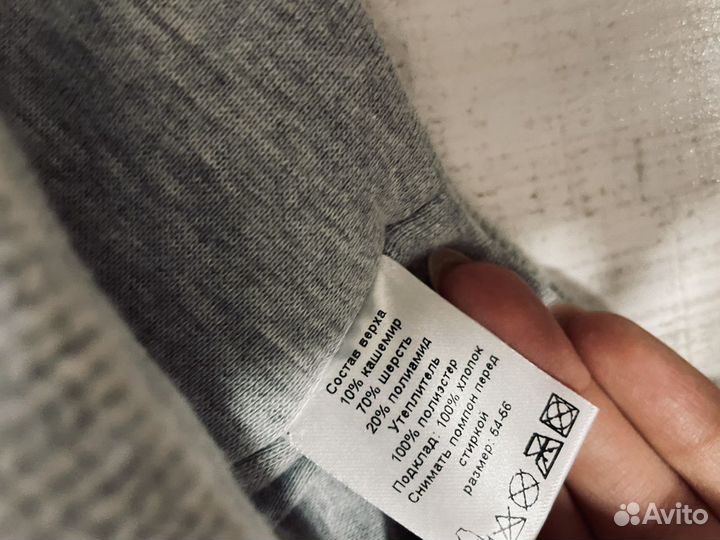 Состав верха
10% кашемир
70% шерсть
20% полиамид
Утеплитель
100% полиэстер
Подклад: 100% хлопок
Снимать помпон перед
стиркой
размер: 54-56
Avito